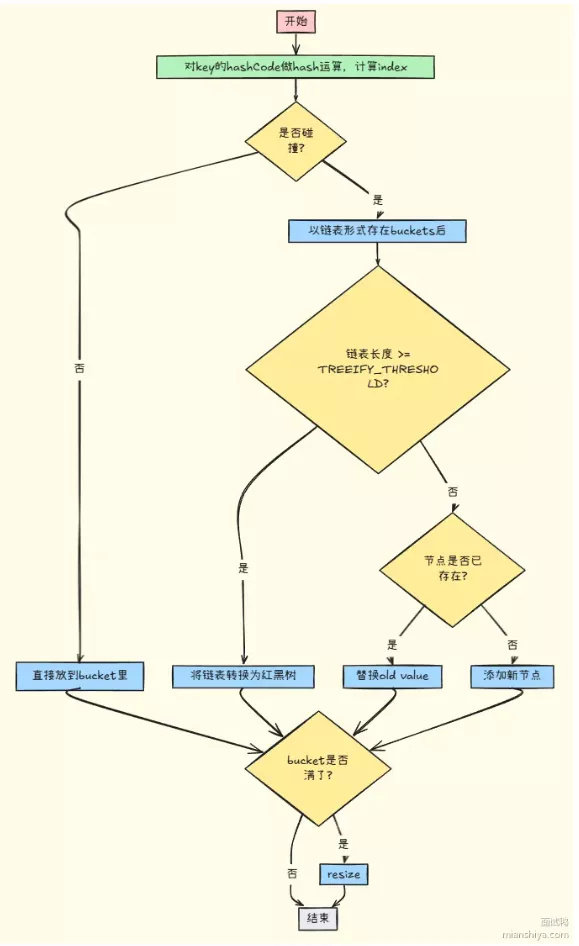 开始
对key的hashCode做hash运算，计算index
是否碰
撞?
是
以链表形式存在buckets后
否
链表长度 >=
TREEIFY_THRESHO
LD?
否
是
节点是否已
存在?
是
否
直接放到bucket里
将链表转换为红黑树
替换old value
添加新节点
bucket是否
满了?
是
否
resize
结束
面试鸭
mianshiya.com